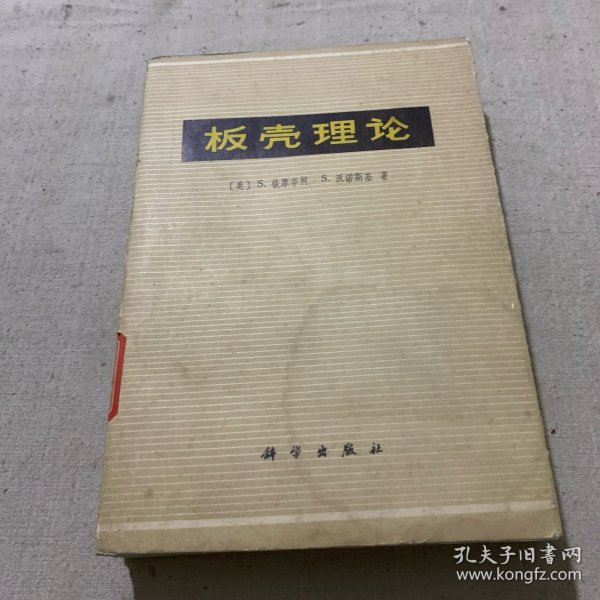 板壳理论
〔美〕 S. 铁摩辛柯 S. 沃诺斯基 著
科学出版社
孔夫子旧书网
www.kongfz.com